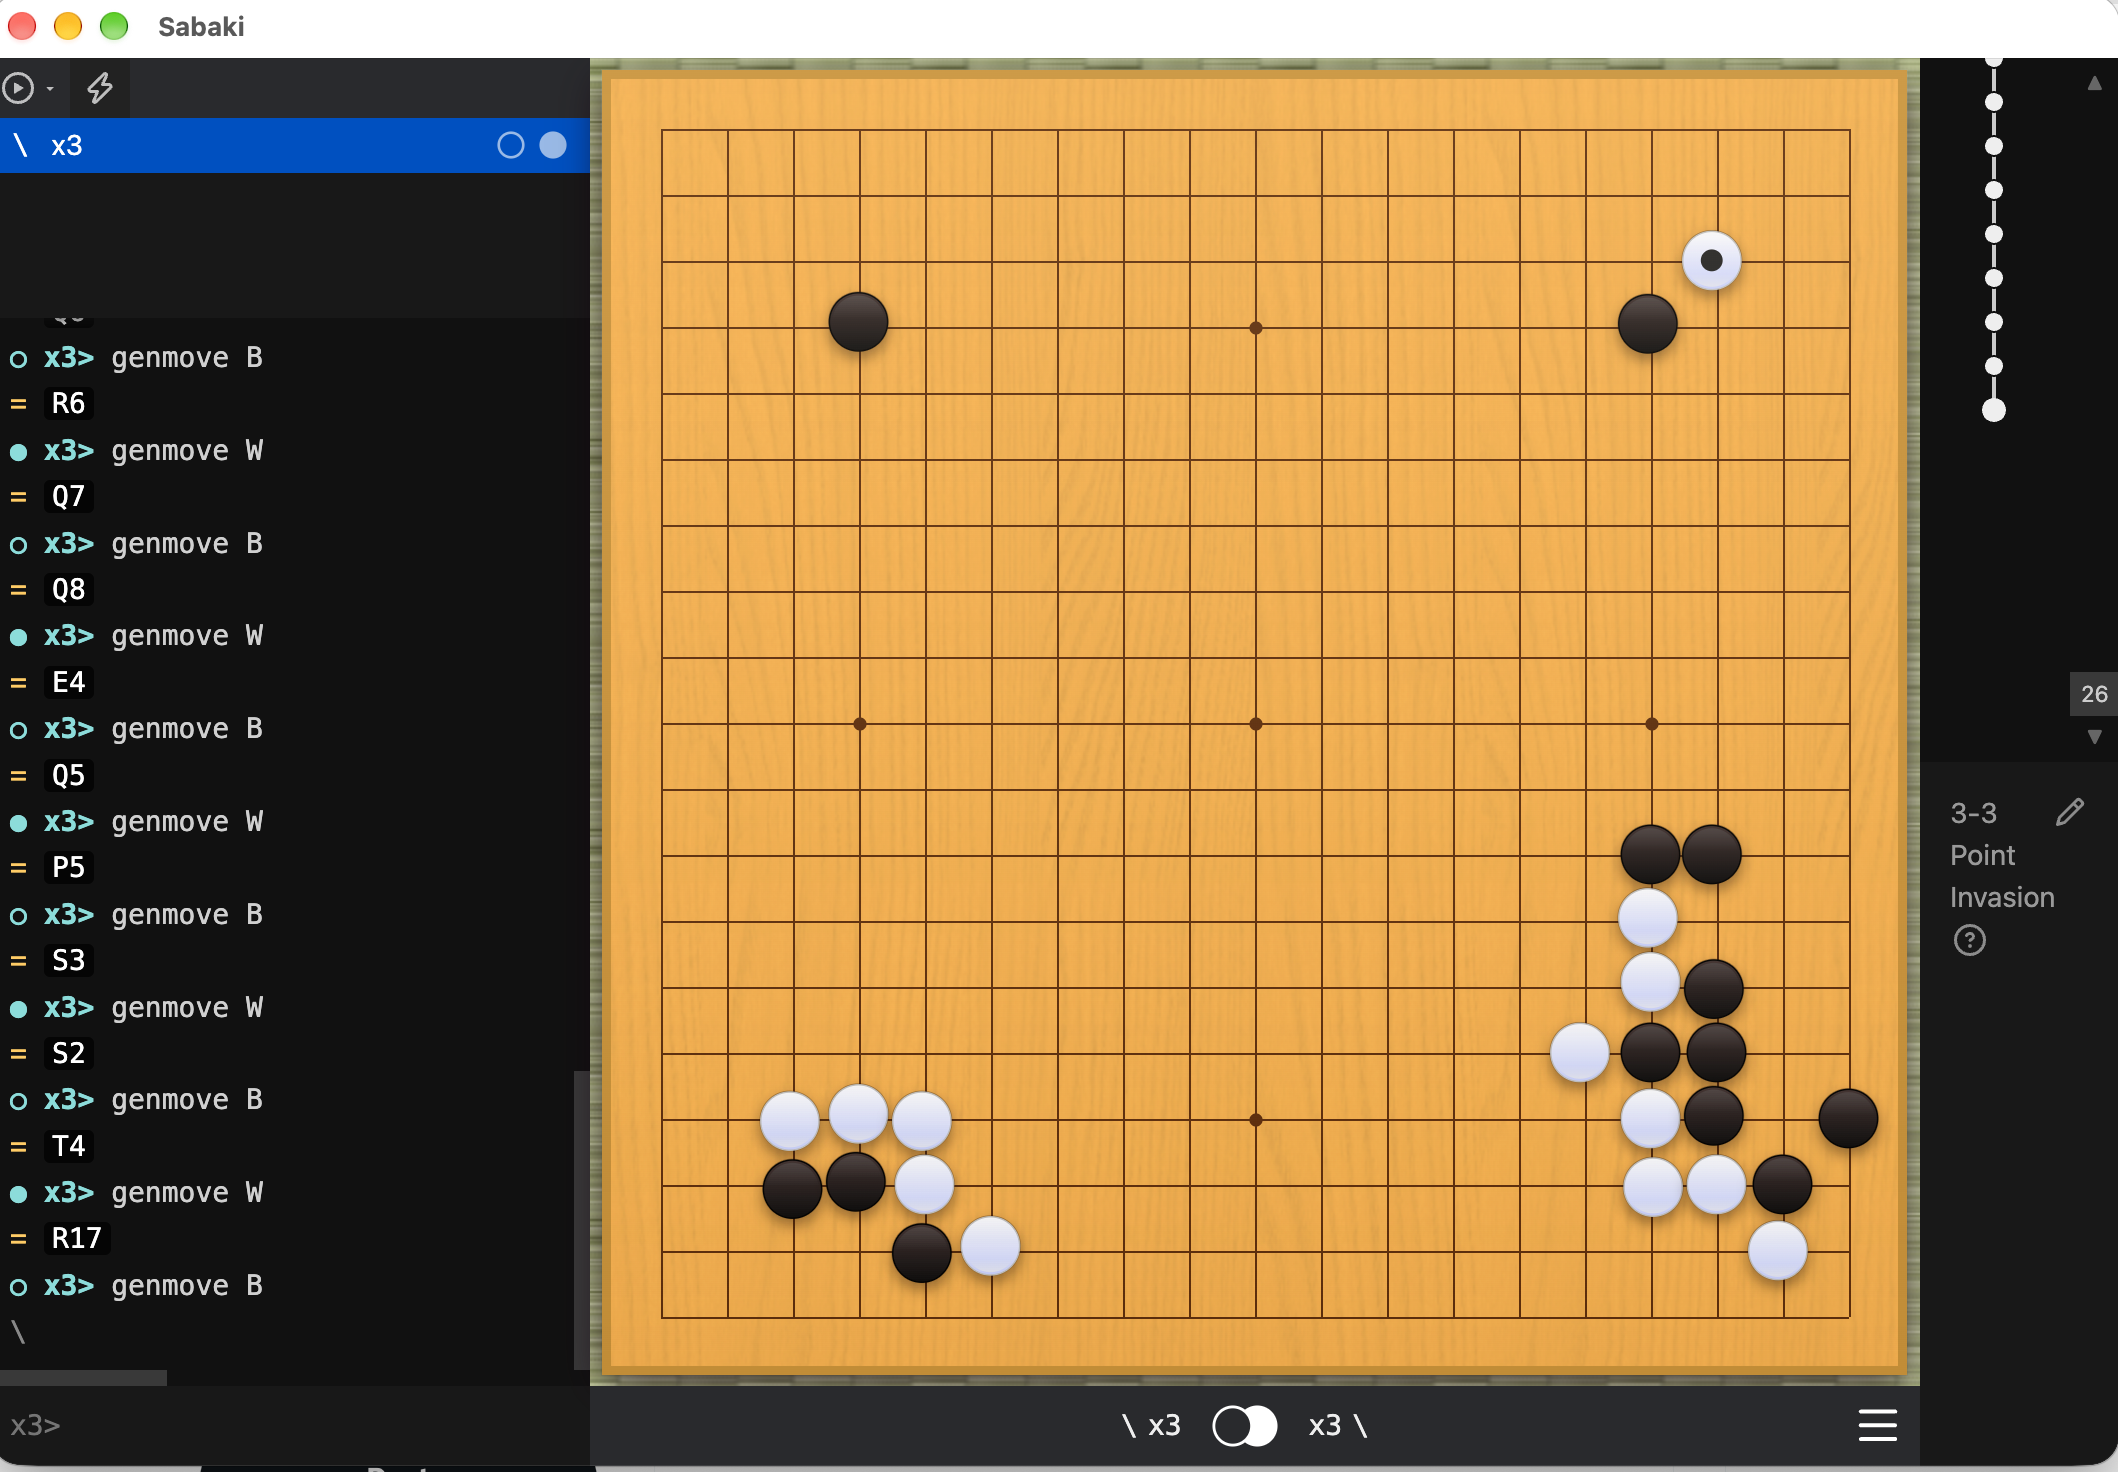 Sabaki
\ x3
x3> genmove B
= R6
x3> genmove W
= Q7
x3> genmove B
= Q8
x3> genmove W
= E4
x3> genmove B
= Q5
x3> genmove W
= P5
x3> genmove B
= S3
x3> genmove W
= S2
x3> genmove B
= T4
x3> genmove W
= R17
x3> genmove B
\
x3>
26
3-3
Point
Invasion
?
\ x3
x3 \